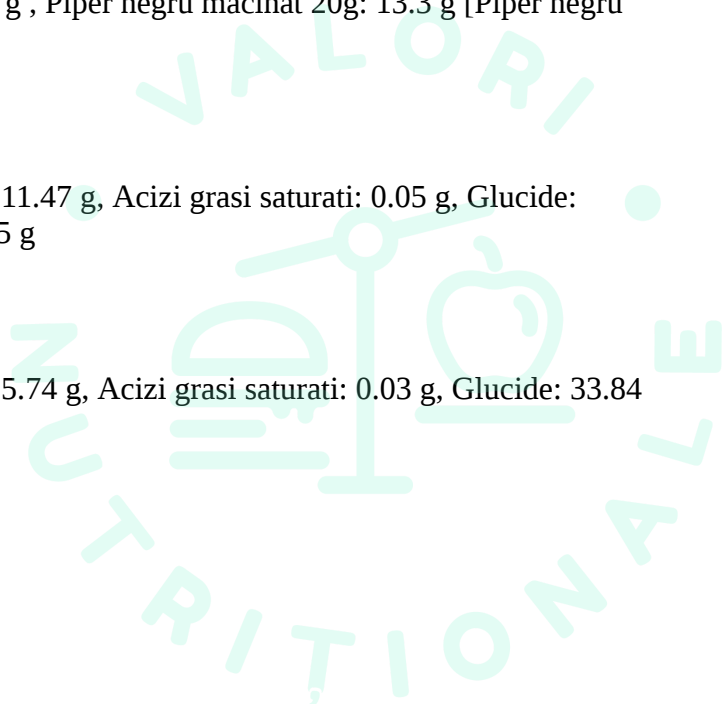 g , Piper negru macinat 20g: 13.3 g [Piper negru
11.47 g, Acizi grasi saturati: 0.05 g, Glucide:
5 g
5.74 g, Acizi grasi saturati: 0.03 g, Glucide: 33.84
VALORI
NUTRITIONALE